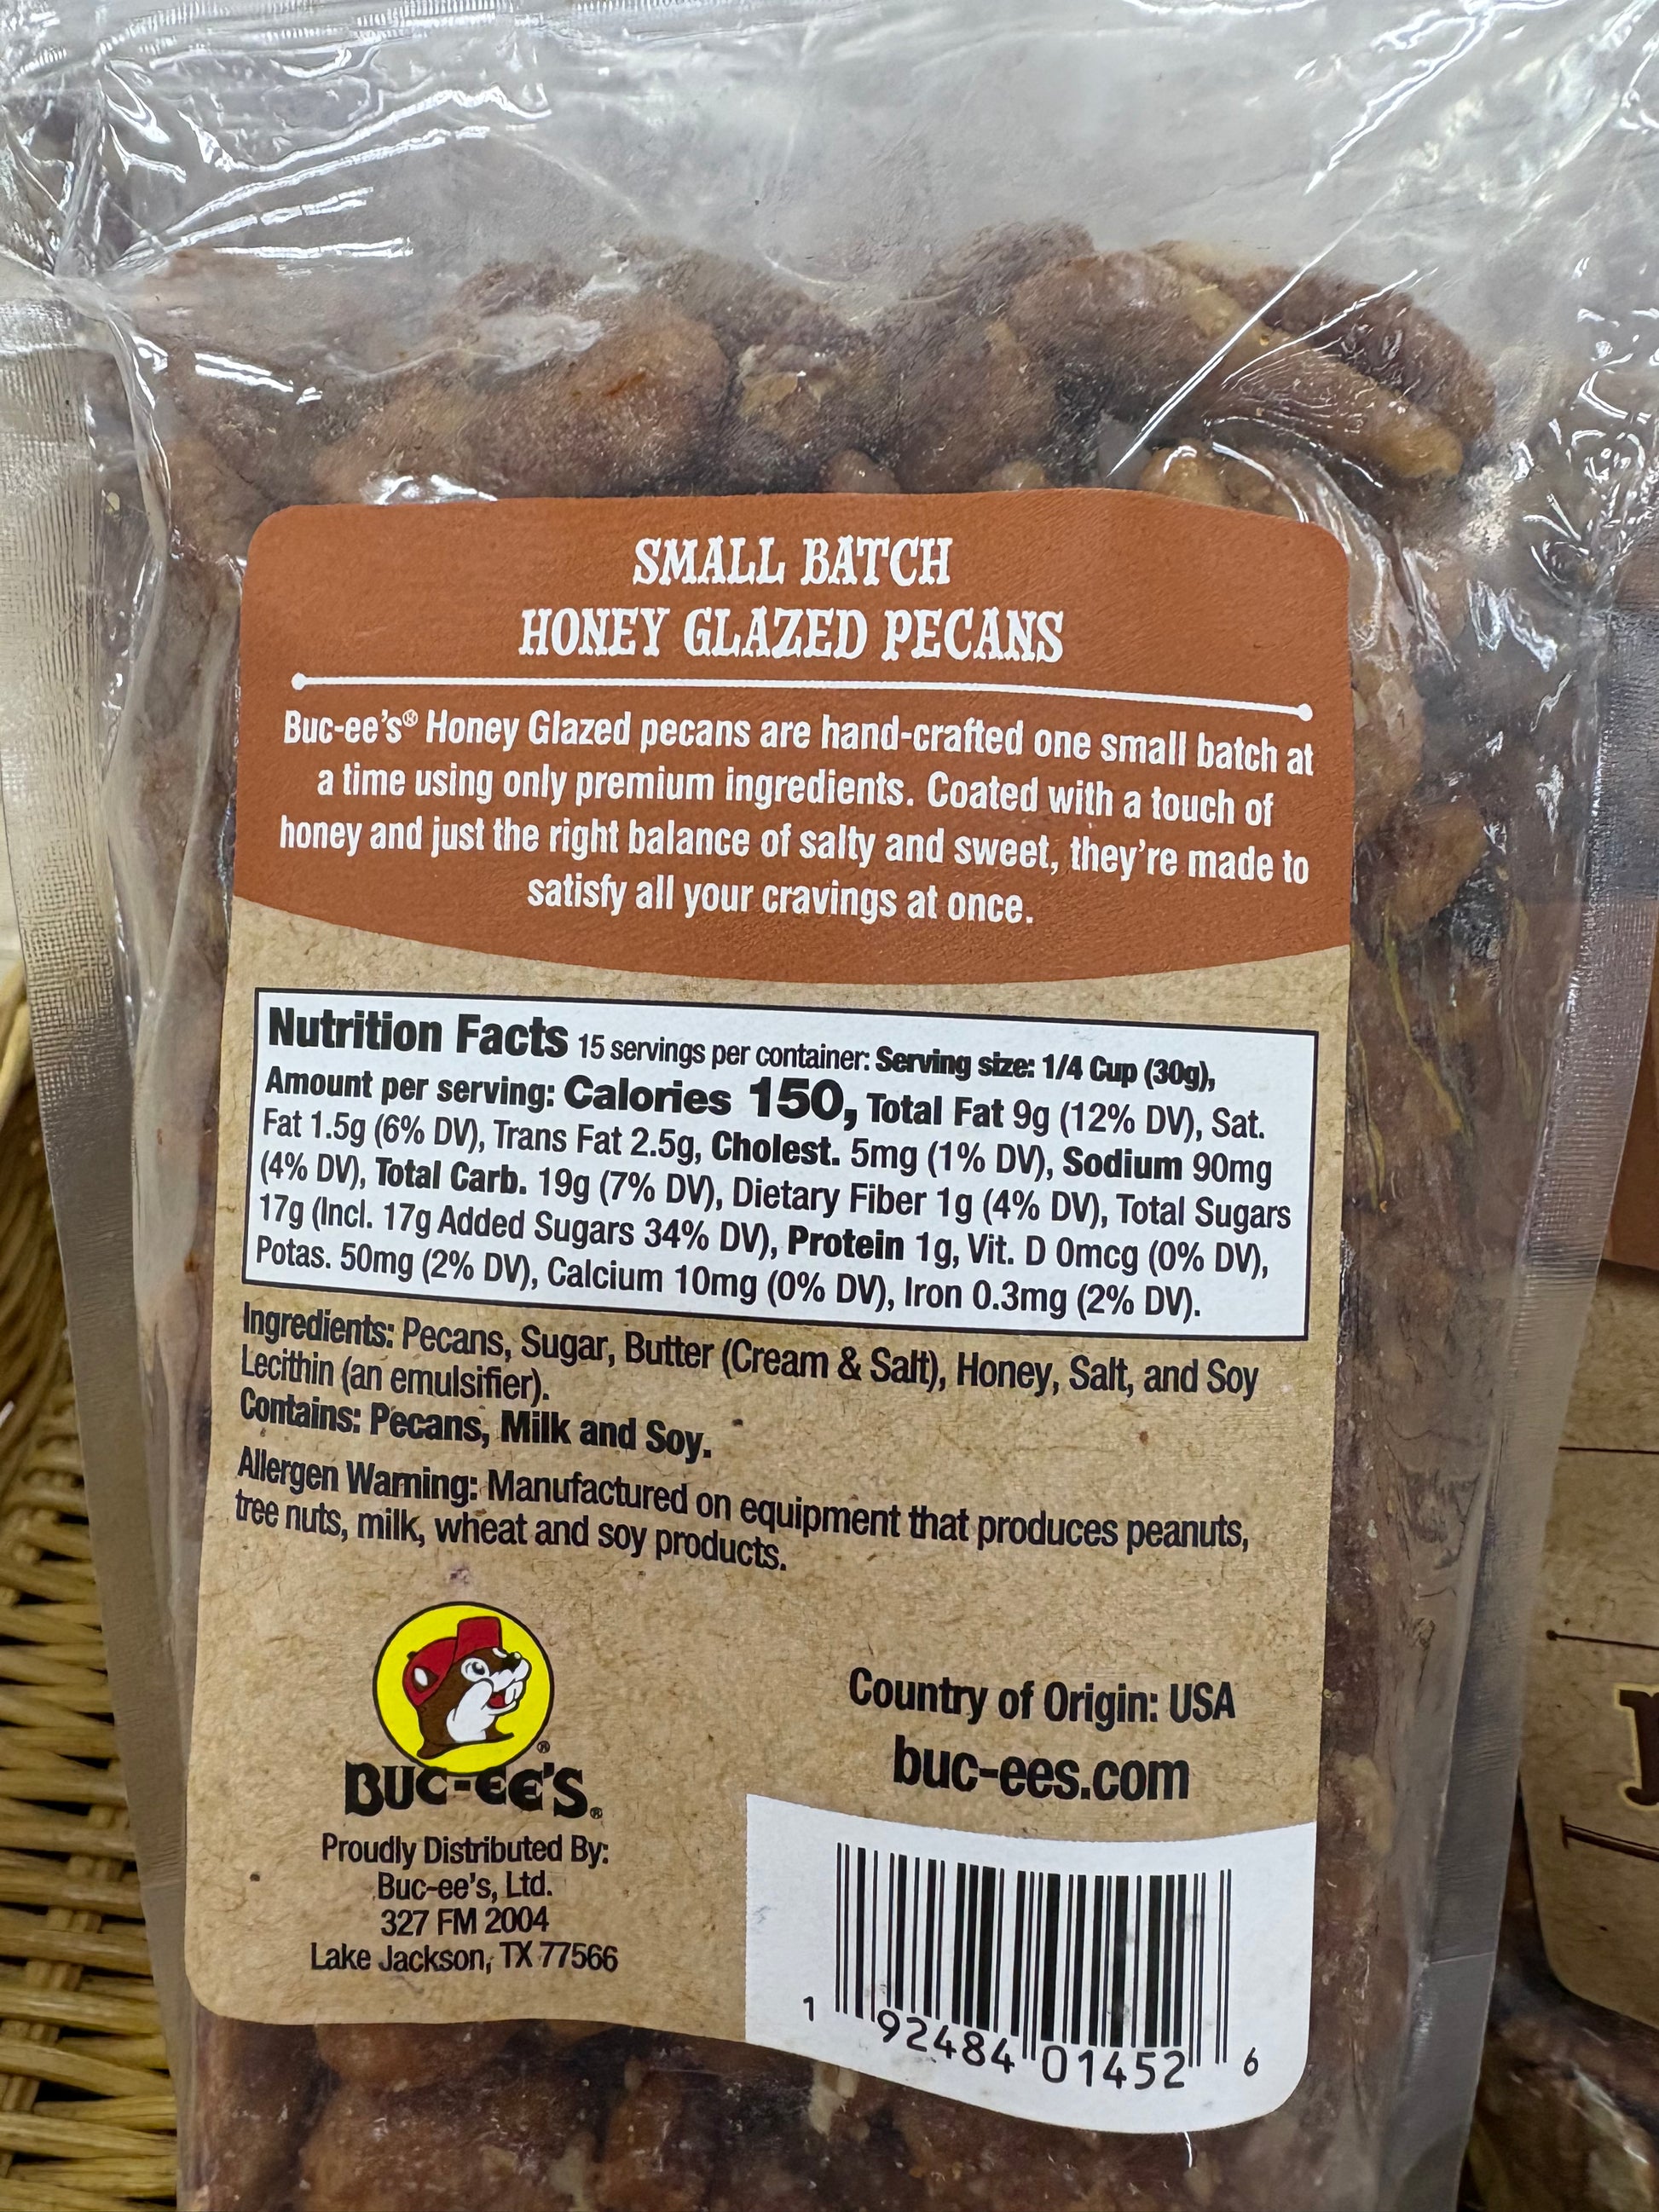 SMALL BATCH
HONEY GLAZED PECANS
Buc-ee's® Honey Glazed pecans are hand-crafted one small batch at
a time using only premium ingredients. Coated with a touch of
honey and just the right balance of salty and sweet, they're made to
satisfy all your cravings at once.
Nutrition Facts 15 servings per container: Serving size: 1/4 Cup (30g),
Amount per serving: Calories 150, Total Fat 9g (12% DV), Sat.
Fat 1.5g (6% DV), Trans Fat 2.5g, Cholest. 5mg (1% DV), Sodium 90mg
(4% DV), Total Carb. 19g (7% DV), Dietary Fiber 1g (4% DV), Total Sugars
17g (Incl. 17g Added Sugars 34% DV), Protein 1g, Vit. D 0mcg (0% DV),
Potas. 50mg (2% DV), Calcium 10mg (0% DV), Iron 0.3mg (2% DV).
Ingredients: Pecans, Sugar, Butter (Cream & Salt), Honey, Salt, and Soy
Lecithin (an emulsifier).
Contains: Pecans, Milk and Soy.
Allergen Warning: Manufactured on equipment that produces peanuts,
tree nuts, milk, wheat and soy products.
®
BUC-EE'S®
Proudly Distributed By:
Buc-ee's, Ltd.
327 FM 2004
Lake Jackson, TX 77566
Country of Origin: USA
buc-ees.com
1 92484 01452 6